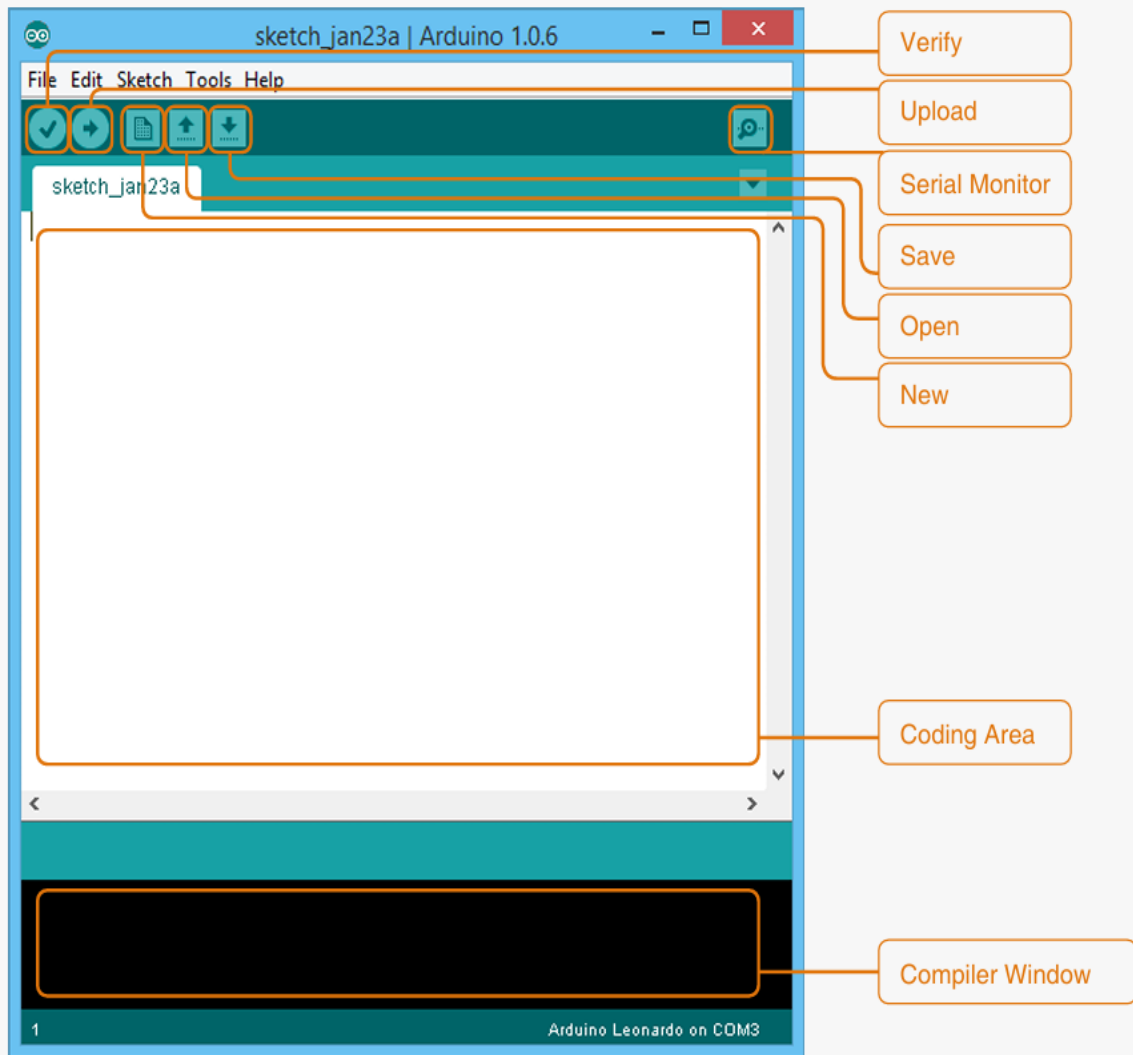 sketch_jan23a | Arduino 1.0.6
File Edit Sketch Tools Help
sketch_jan23a
Verify
Upload
Serial Monitor
Save
Open
New
Coding Area
Compiler Window
1
Arduino Leonardo on COM3